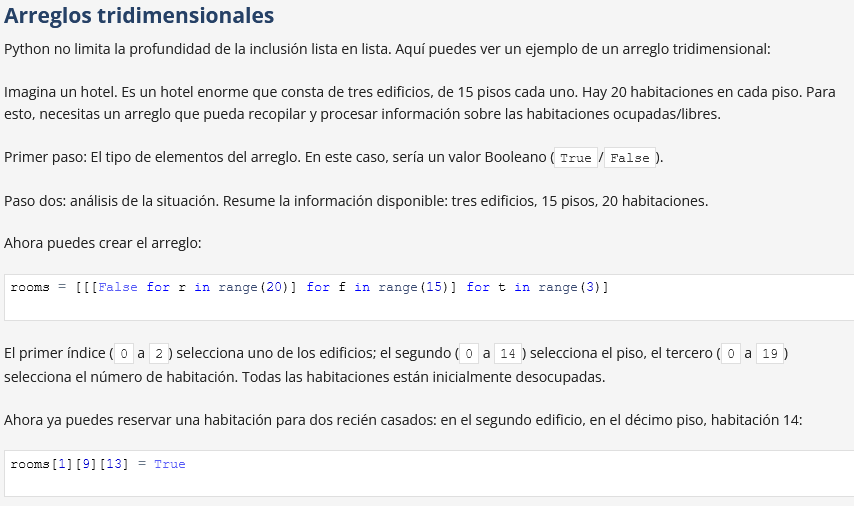 Arreglos tridimensionales
Python no limita la profundidad de la inclusión lista en lista. Aquí puedes ver un ejemplo de un arreglo tridimensional:
Imagina un hotel. Es un hotel enorme que consta de tres edificios, de 15 pisos cada uno. Hay 20 habitaciones en cada piso. Para
esto, necesitas un arreglo que pueda recopilar y procesar información sobre las habitaciones ocupadas/libres.
Primer paso: El tipo de elementos del arreglo. En este caso, sería un valor Booleano ( True / False ).
Paso dos: análisis de la situación. Resume la información disponible: tres edificios, 15 pisos, 20 habitaciones.
Ahora puedes crear el arreglo:
rooms = [[[False for r in range(20)] for f in range(15)] for t in range(3)]
El primer índice ( 0 a 2 ) selecciona uno de los edificios; el segundo ( 0 a 14 ) selecciona el piso, el tercero ( 0 a 19 )
selecciona el número de habitación. Todas las habitaciones están inicialmente desocupadas.
Ahora ya puedes reservar una habitación para dos recién casados: en el segundo edificio, en el décimo piso, habitación 14:
rooms[1][9][13] = True